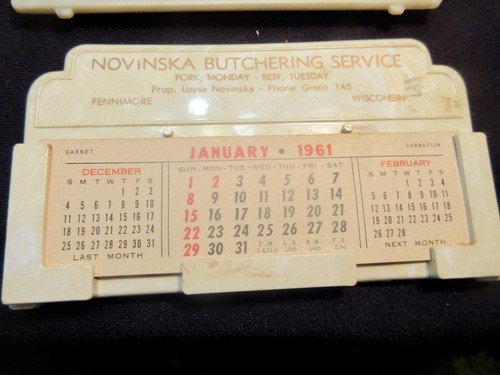 NOVINSKA BUTCHERING SERVICE
PORK, MONDAY - BEEF, TUESDAY
Prop. Loyse Novinska - Phone Green 145
FENNIMORE WISCONSIN
GARNET JANUARY • 1961 CARNATION
DECEMBER
S M T W T F S
1 2 3
4 5 6 7 8 9 10
11 12 13 14 15 16 17
18 19 20 21 22 23 24
25 26 27 28 29 30 31
LAST MONTH
SUN-MON-TUE-WED-THU-FRI-SAT
1 2 3 4 5 6 7
8 9 10 11 12 13 14
15 16 17 18 19 20 21
22 23 24 25 26 27 28
29 30 31 F.M. L.Q. N.M. F.Q.
1&31st 10th 16th 23rd
FEBRUARY
S M T W T F S
1 2 3 4
5 6 7 8 9 10 11
12 13 14 15 16 17 18
19 20 21 22 23 24 25
26 27 28
NEXT MONTH